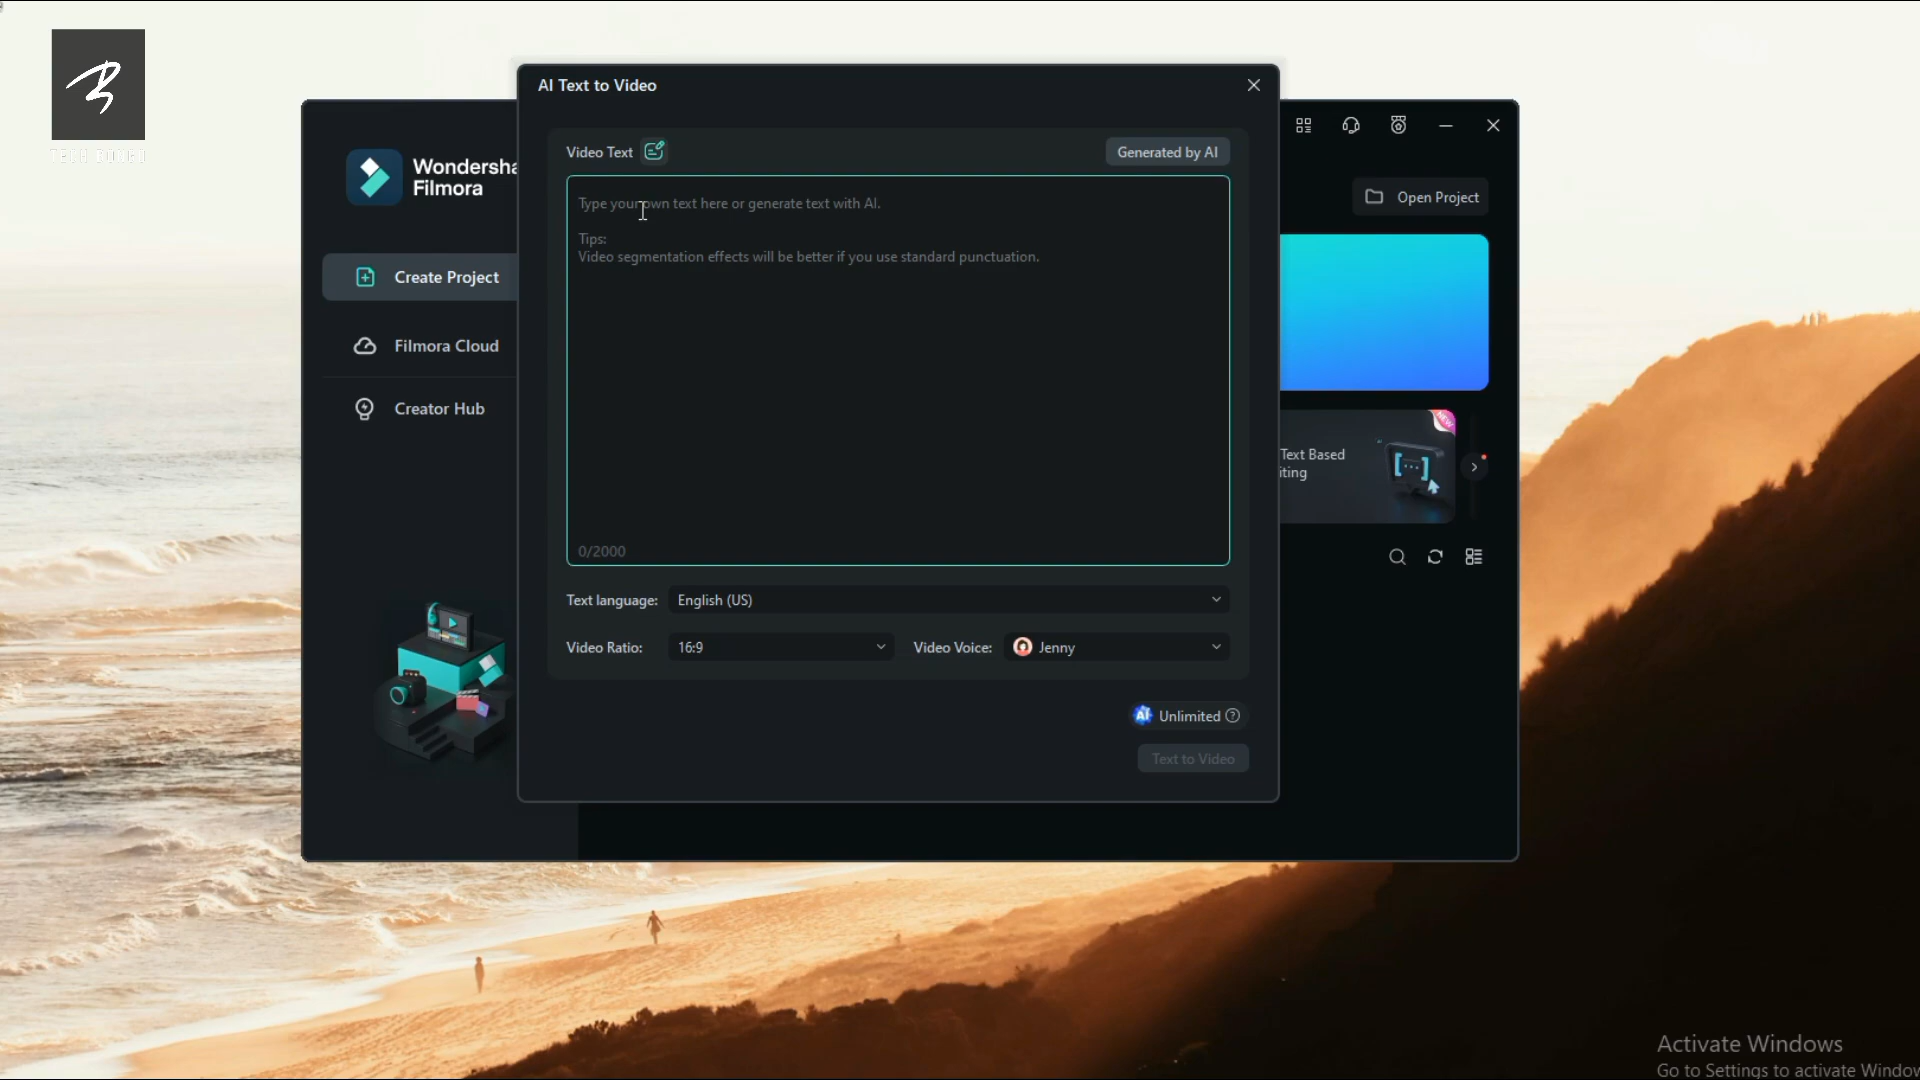 AI Text to Video
Wondersha
Filmora
Video Text
Generated by AI
Open Project
Type your own text here or generate text with AI.
Tips:
Video segmentation effects will be better if you use standard punctuation.
Create Project
Filmora Cloud
Creator Hub
NEW
Text Based
iting
0/2000
Text language:
English (US)
Video Ratio:
16:9
Video Voice:
Jenny
AI Unlimited
Text to Video
Activate Windows
Go to Settings to activate Window